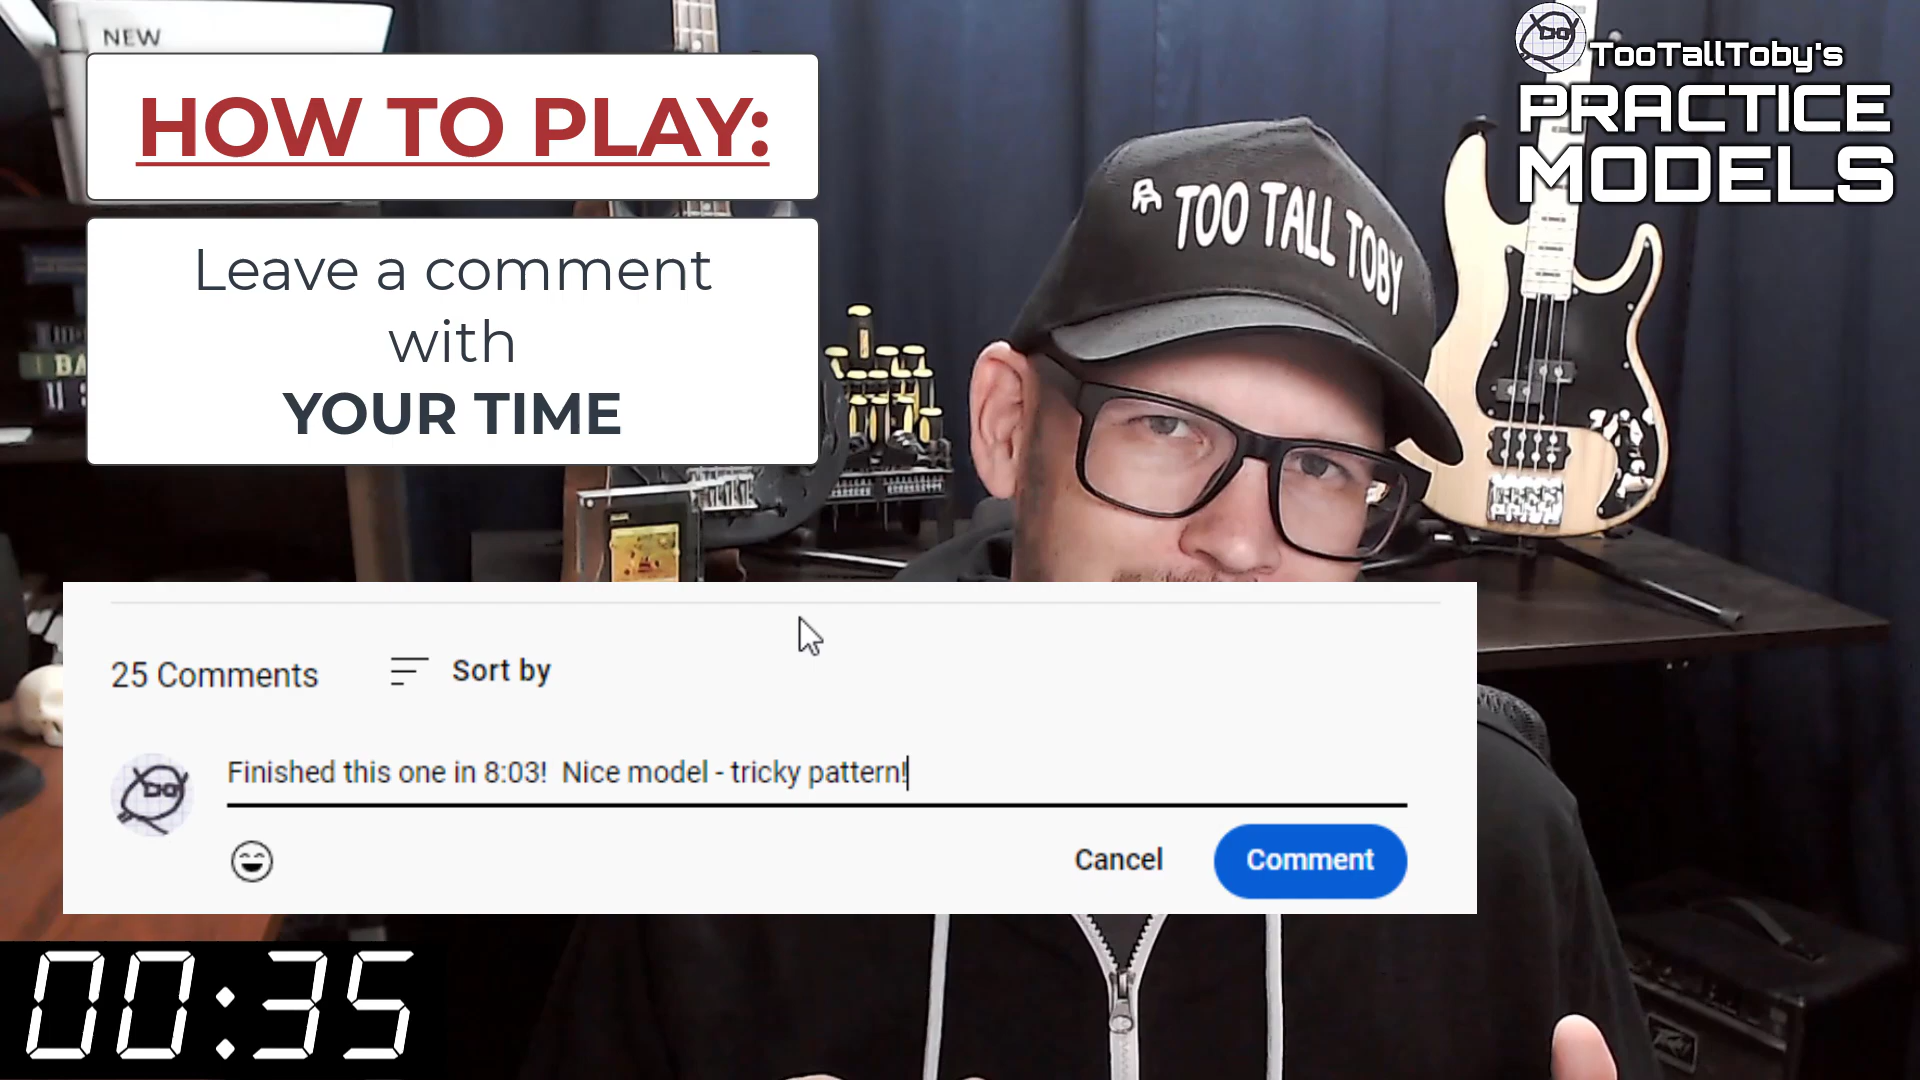 NEW
HOW TO PLAY:
Leave a comment
with
YOUR TIME
TooTallToby's
PRACTICE
MODELS
TOO TALL TOBY
25 Comments
Sort by
Finished this one in 8:03!  Nice model - tricky pattern!
Cancel
Comment
00:35